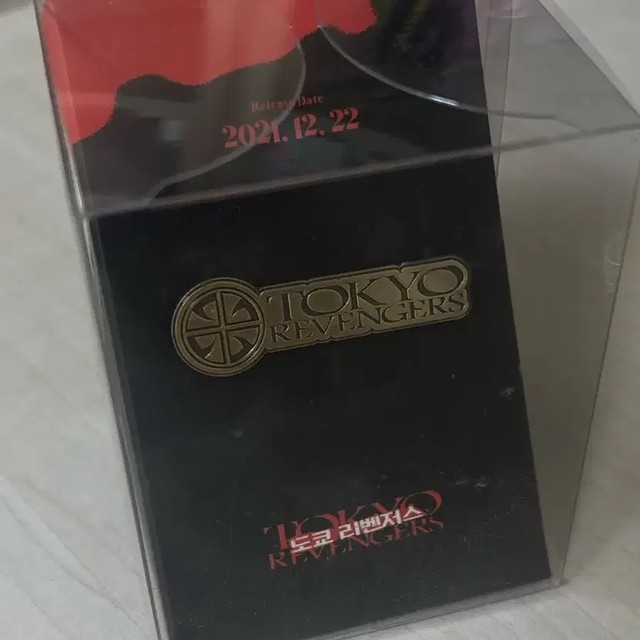 Release Date
2021. 12. 22
TOKYO
REVENGERS
TOKYO
도쿄 리벤저스
REVENGERS